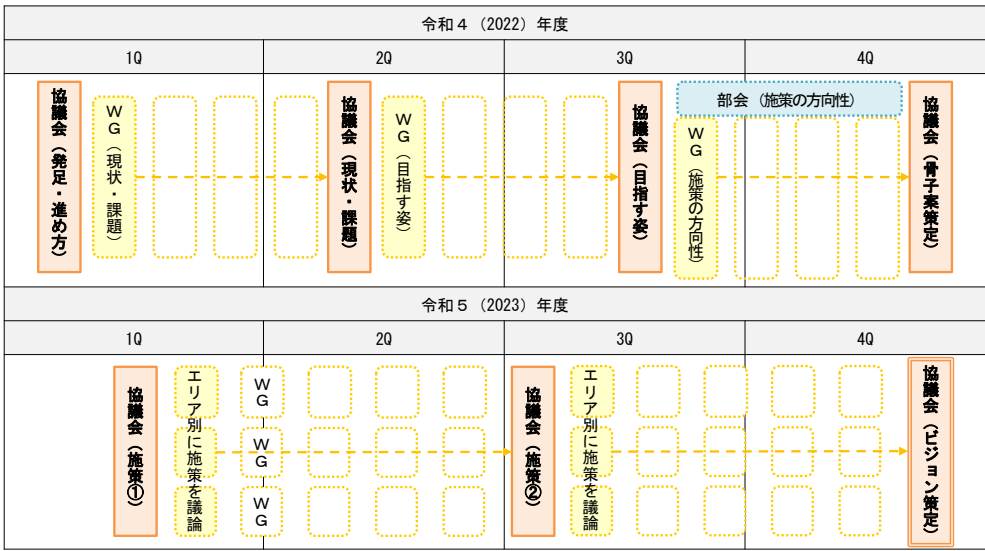 令和４（2022）年度
1Q
2Q
3Q
4Q
協議会（発足・進め方）
ＷＧ（現状・課題）
協議会（現状・課題）
ＷＧ（目指す姿）
協議会（目指す姿）
部会（施策の方向性）
ＷＧ（施策の方向性）
協議会（骨子案策定）
令和５（2023）年度
1Q
2Q
3Q
4Q
協議会（施策①）
エリア別に施策を議論
ＷＧ
ＷＧ
ＷＧ
協議会（施策②）
エリア別に施策を議論
協議会（ビジョン策定）